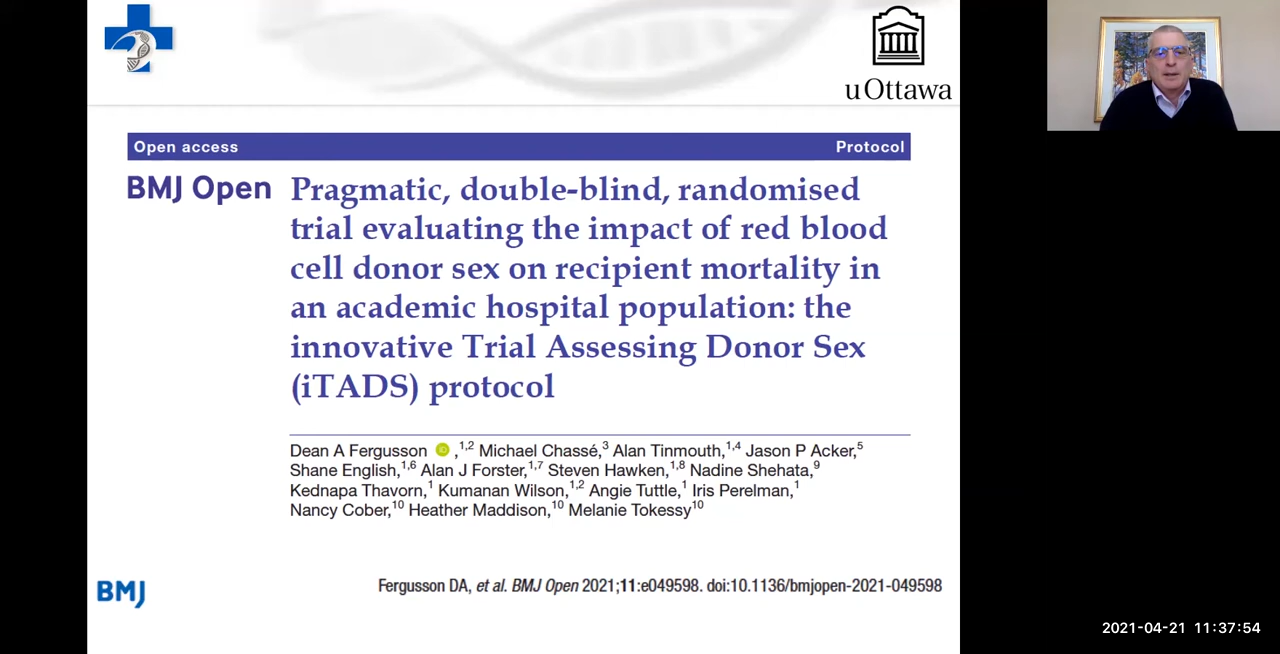 uOttawa
Open access Protocol
BMJ Open
Pragmatic, double-blind, randomised
trial evaluating the impact of red blood
cell donor sex on recipient mortality in
an academic hospital population: the
innovative Trial Assessing Donor Sex
(iTADS) protocol
Dean A Fergusson iD ,1,2 Michael Chassé,3 Alan Tinmouth,1,4 Jason P Acker,5
Shane English,1,6 Alan J Forster,1,7 Steven Hawken,1,8 Nadine Shehata,9
Kednapa Thavorn,1 Kumanan Wilson,1,2 Angie Tuttle,1 Iris Perelman,1
Nancy Cober,10 Heather Maddison,10 Melanie Tokessy10
BMJ
Fergusson DA, et al. BMJ Open 2021;11:e049598. doi:10.1136/bmjopen-2021-049598
2021-04-21 11:37:54